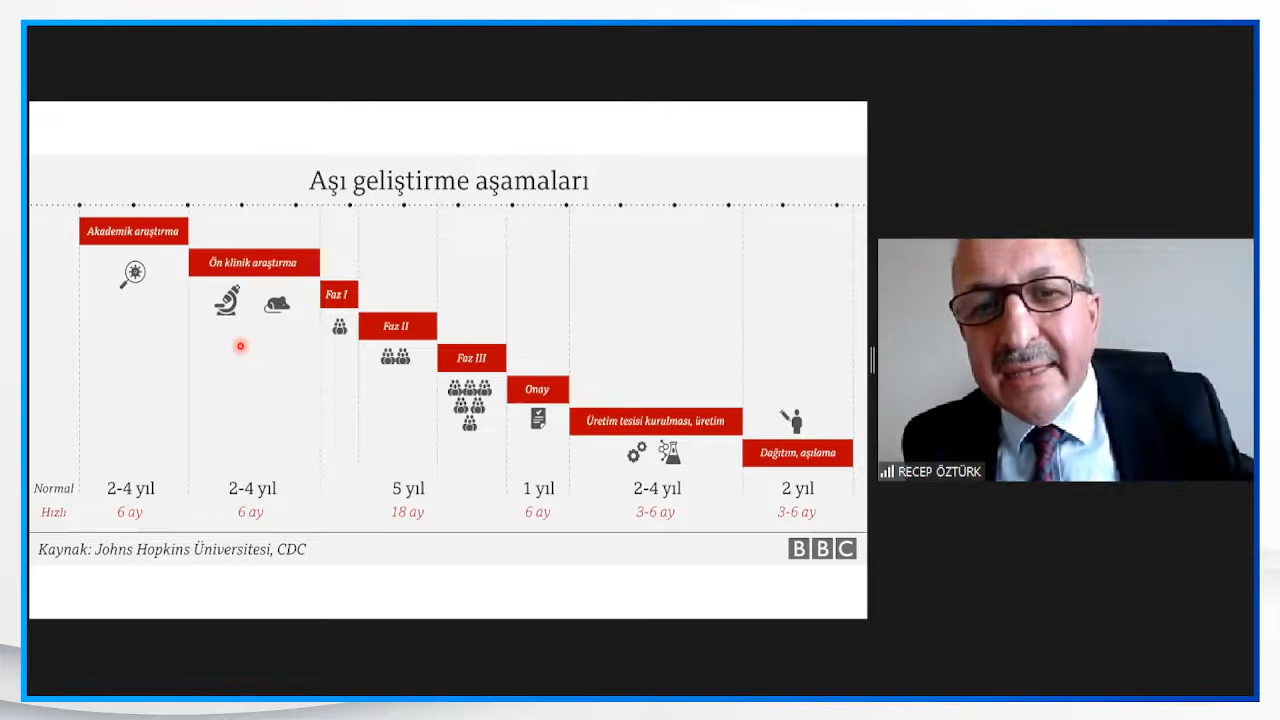 Aşı geliştirme aşamaları
Akademik araştırma
Ön klinik araştırma
Faz I
Faz II
Faz III
Onay
Üretim tesisi kurulması, üretim
Dağıtım, aşılama
Normal 2-4 yıl 2-4 yıl 5 yıl 1 yıl 2-4 yıl 2 yıl
Hızlı 6 ay 6 ay 18 ay 6 ay 3-6 ay 3-6 ay
Kaynak: Johns Hopkins Üniversitesi, CDC
BBC
RECEP ÖZTÜRK